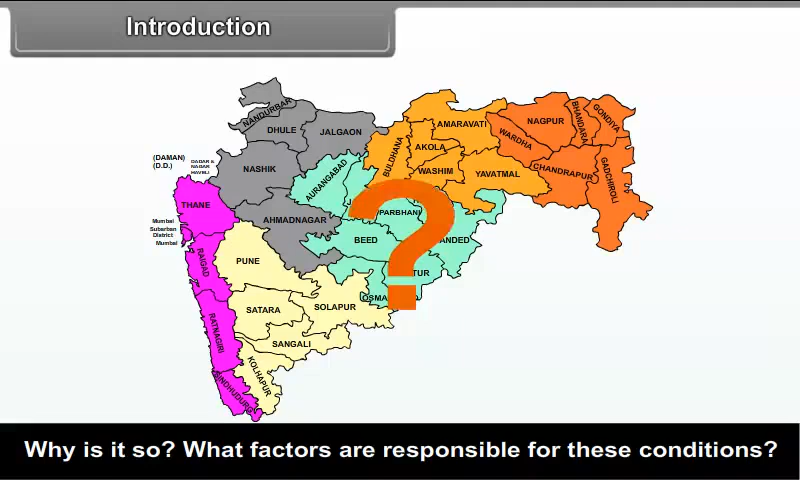 Introduction
NANDURBAR
DHULE
JALGAON
NASHIK
AHMADNAGAR
(DAMAN)
(D.D.)
DADAR &
NAGAR
HAVELI
THANE
Mumbai
Suburban
District
Mumbai
RAIGAD
RATNAGIRI
SINDHUDURG
PUNE
SATARA
SOLAPUR
SANGALI
KOLHAPUR
AURANGABAD
PARBHANI
BEED
BULDHANA
AMARAVATI
AKOLA
WASHIM
YAVATMAL
NAGPUR
WARDHA
BHANDARA
GONDIYA
CHANDRAPUR
GADCHIROLI
?
Why is it so? What factors are responsible for these conditions?